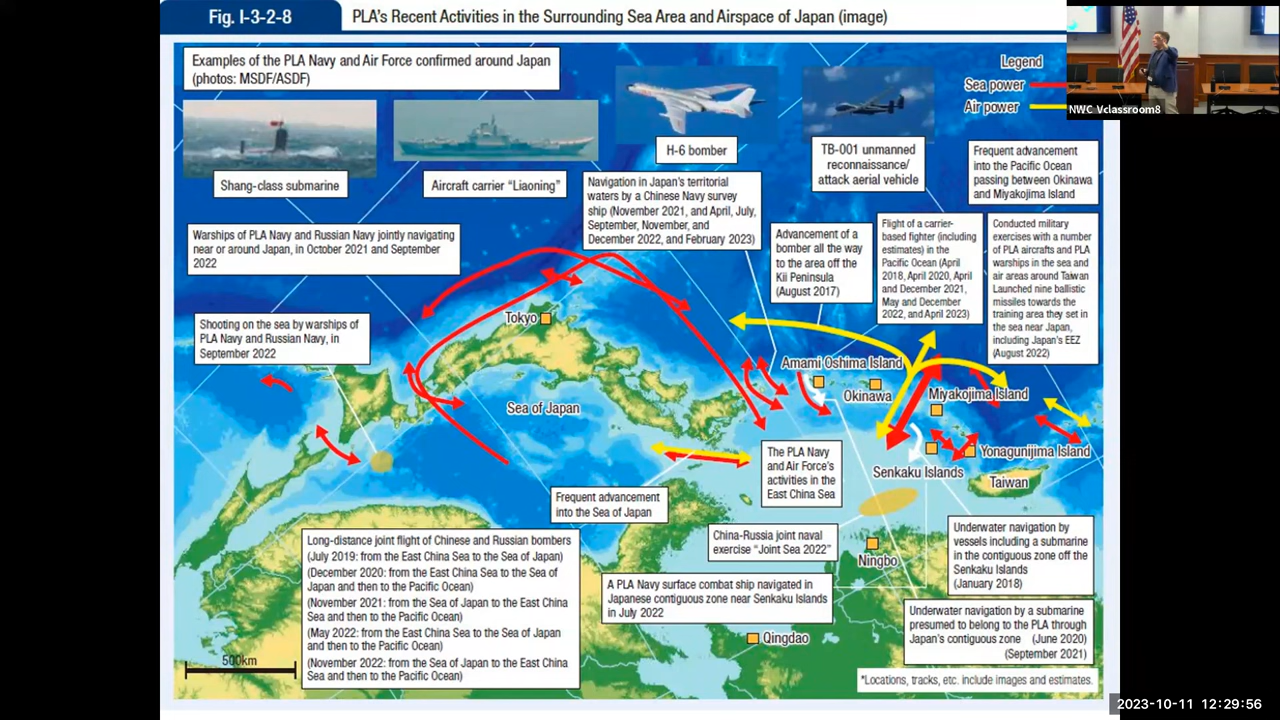 Fig. I-3-2-8
PLA's Recent Activities in the Surrounding Sea Area and Airspace of Japan (image)
Examples of the PLA Navy and Air Force confirmed around Japan
(photos: MSDF/ASDF)
Legend
Sea power
Air power
NWC Vclassroom8
Shang-class submarine
Aircraft carrier “Liaoning”
H-6 bomber
TB-001 unmanned
reconnaissance/
attack aerial vehicle
Frequent advancement
into the Pacific Ocean
passing between Okinawa
and Miyakojima Island
Warships of PLA Navy and Russian Navy jointly navigating
near or around Japan, in October 2021 and September
2022
Navigation in Japan's territorial
waters by a Chinese Navy survey
ship (November 2021, and April, July,
September, November, and
December 2022, and February 2023)
Advancement of a
bomber all the way
to the area off the
Kii Peninsula
(August 2017)
Flight of a carrier-
based fighter (including
estimates) in the
Pacific Ocean (April
2018, April 2020, April
and December 2021,
May and December
2022, and April 2023)
Conducted military
exercises with a number
of PLA aircrafts and PLA
warships in the sea and
air areas around Taiwan
Launched nine ballistic
missiles towards the
training area they set in
the sea near Japan,
including Japan's EEZ
(August 2022)
Shooting on the sea by warships of
PLA Navy and Russian Navy, in
September 2022
Tokyo
Sea of Japan
Amami Oshima Island
Okinawa
Miyakojima Island
Senkaku Islands
Yonagunijima Island
Taiwan
The PLA Navy
and Air Force's
activities in the
East China Sea
Frequent advancement
into the Sea of Japan
China-Russia joint naval
exercise “Joint Sea 2022”
Ningbo
A PLA Navy surface combat ship navigated in
Japanese contiguous zone near Senkaku Islands
in July 2022
Qingdao
Underwater navigation by
vessels including a submarine
in the contiguous zone off the
Senkaku Islands
(January 2018)
Underwater navigation by a submarine
presumed to belong to the PLA through
Japan's contiguous zone (June 2020)
(September 2021)
Long-distance joint flight of Chinese and Russian bombers
(July 2019: from the East China Sea to the Sea of Japan)
(December 2020: from the East China Sea to the Sea of
Japan and then to the Pacific Ocean)
(November 2021: from the Sea of Japan to the East China
Sea and then to the Pacific Ocean)
(May 2022: from the East China Sea to the Sea of Japan
and then to the Pacific Ocean)
(November 2022: from the Sea of Japan to the East China
Sea and then to the Pacific Ocean)
500km
*Locations, tracks, etc. include images and estimates.
2023-10-11 12:29:56